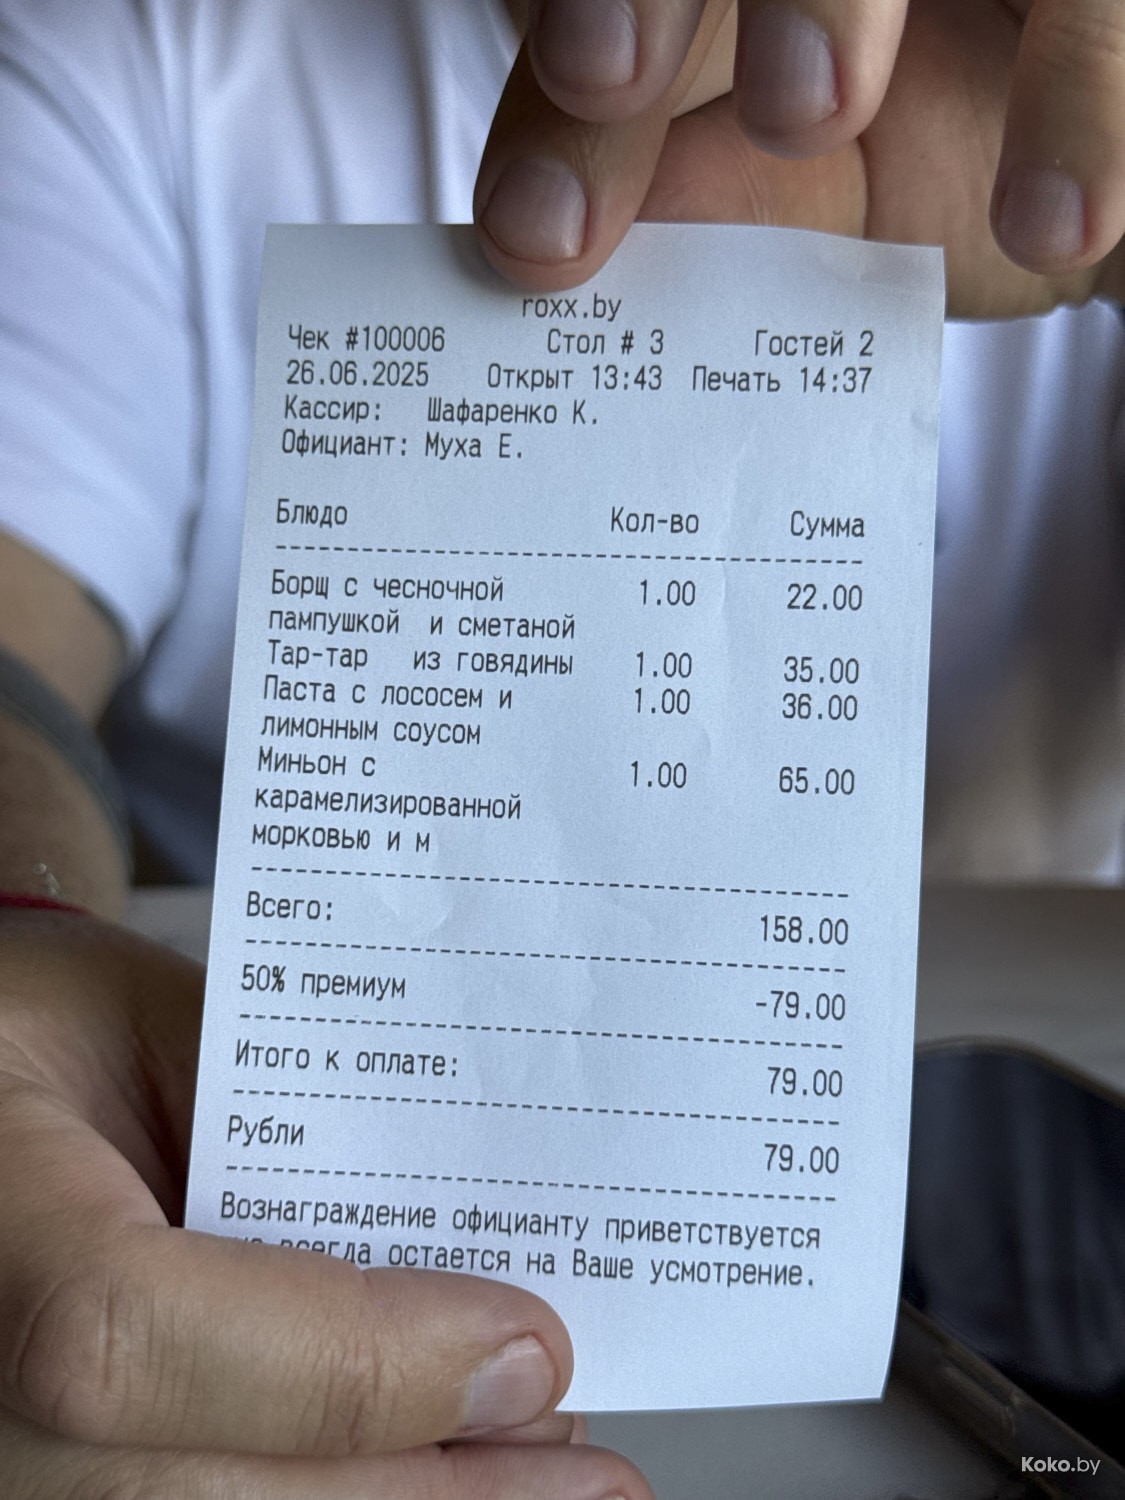 roxx.by
Чек #100006 Стол # 3 Гостей 2
26.06.2025 Открыт 13:43 Печать 14:37
Кассир: Шафаренко К.
Официант: Муха Е.
Блюдо Кол-во Сумма
Борщ с чесночной 1.00 22.00
пампушкой и сметаной
Тар-тар из говядины 1.00 35.00
Паста с лососем и 1.00 36.00
лимонным соусом
Миньон с 1.00 65.00
карамелизированной
морковью и м
Всего: 158.00
50% премиум -79.00
Итого к оплате: 79.00
Рубли 79.00
Вознаграждение официанту приветствуется
всегда остается на Ваше усмотрение.
Koko.by